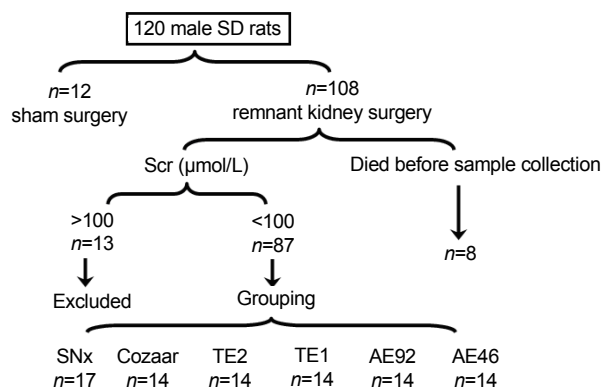 120 male SD rats
n=12
sham surgery
n=108
remnant kidney surgery
Scr (μmol/L)
Died before sample collection
>100
n=13
<100
n=87
n=8
Excluded
Grouping
SNx Cozaar TE2 TE1 AE92 AE46
n=17 n=14 n=14 n=14 n=14 n=14